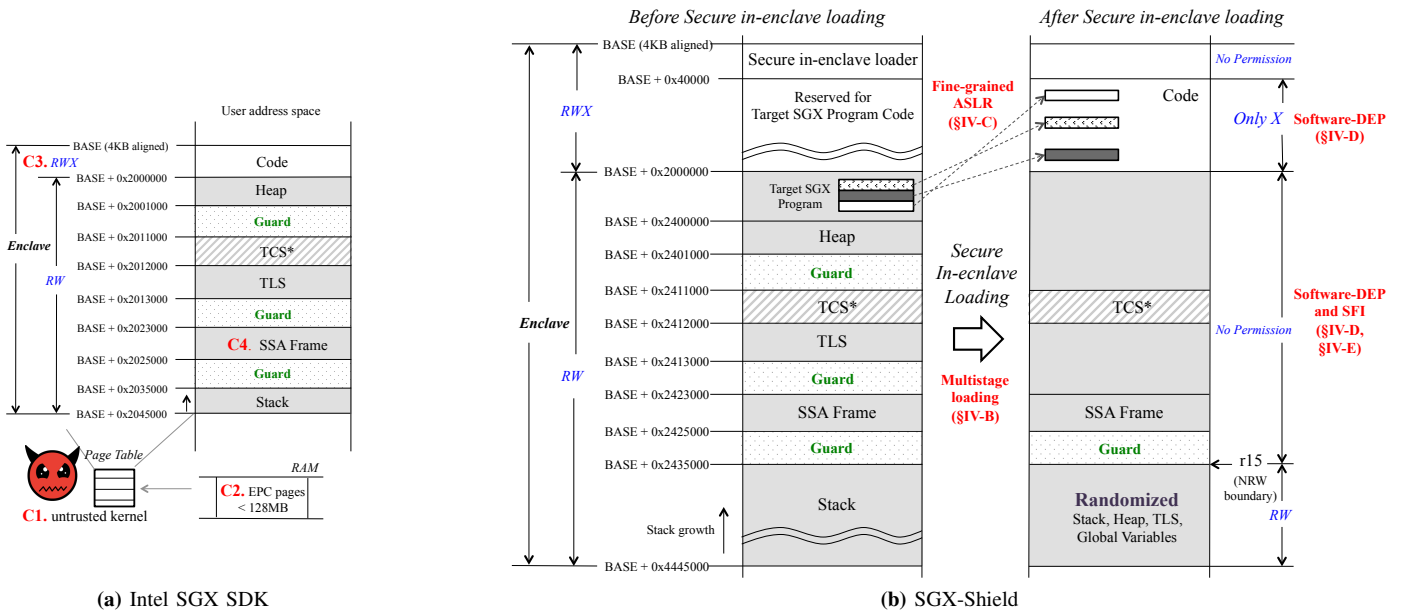 User address space
BASE (4KB aligned)
C3. RWX
Code
BASE + 0x2000000
Heap
BASE + 0x2001000
Guard
BASE + 0x2011000
Enclave
TCS*
BASE + 0x2012000
RW
TLS
BASE + 0x2013000
Guard
BASE + 0x2023000
C4. SSA Frame
BASE + 0x2025000
Guard
BASE + 0x2035000
Stack
BASE + 0x2045000
Page Table
RAM
C2. EPC pages
< 128MB
C1. untrusted kernel
(a) Intel SGX SDK
Before Secure in-enclave loading
BASE (4KB aligned)
Secure in-enclave loader
BASE + 0x40000
RWX
Reserved for
Target SGX Program Code
BASE + 0x2000000
Target SGX
Program
BASE + 0x2400000
Heap
BASE + 0x2401000
Guard
BASE + 0x2411000
Enclave
TCS*
BASE + 0x2412000
TLS
BASE + 0x2413000
RW
Guard
BASE + 0x2423000
SSA Frame
BASE + 0x2425000
Guard
BASE + 0x2435000
Stack
Stack growth
BASE + 0x4445000
Fine-grained
ASLR
(§IV-C)
Secure
In-ecnlave
Loading
Multistage
loading
(§IV-B)
After Secure in-enclave loading
No Permission
Code
Only X
Software-DEP
(§IV-D)
TCS*
No Permission
Software-DEP
and SFI
(§IV-D,
§IV-E)
SSA Frame
Guard
r15
(NRW
boundary)
Randomized
Stack, Heap, TLS,
Global Variables
RW
(b) SGX-Shield